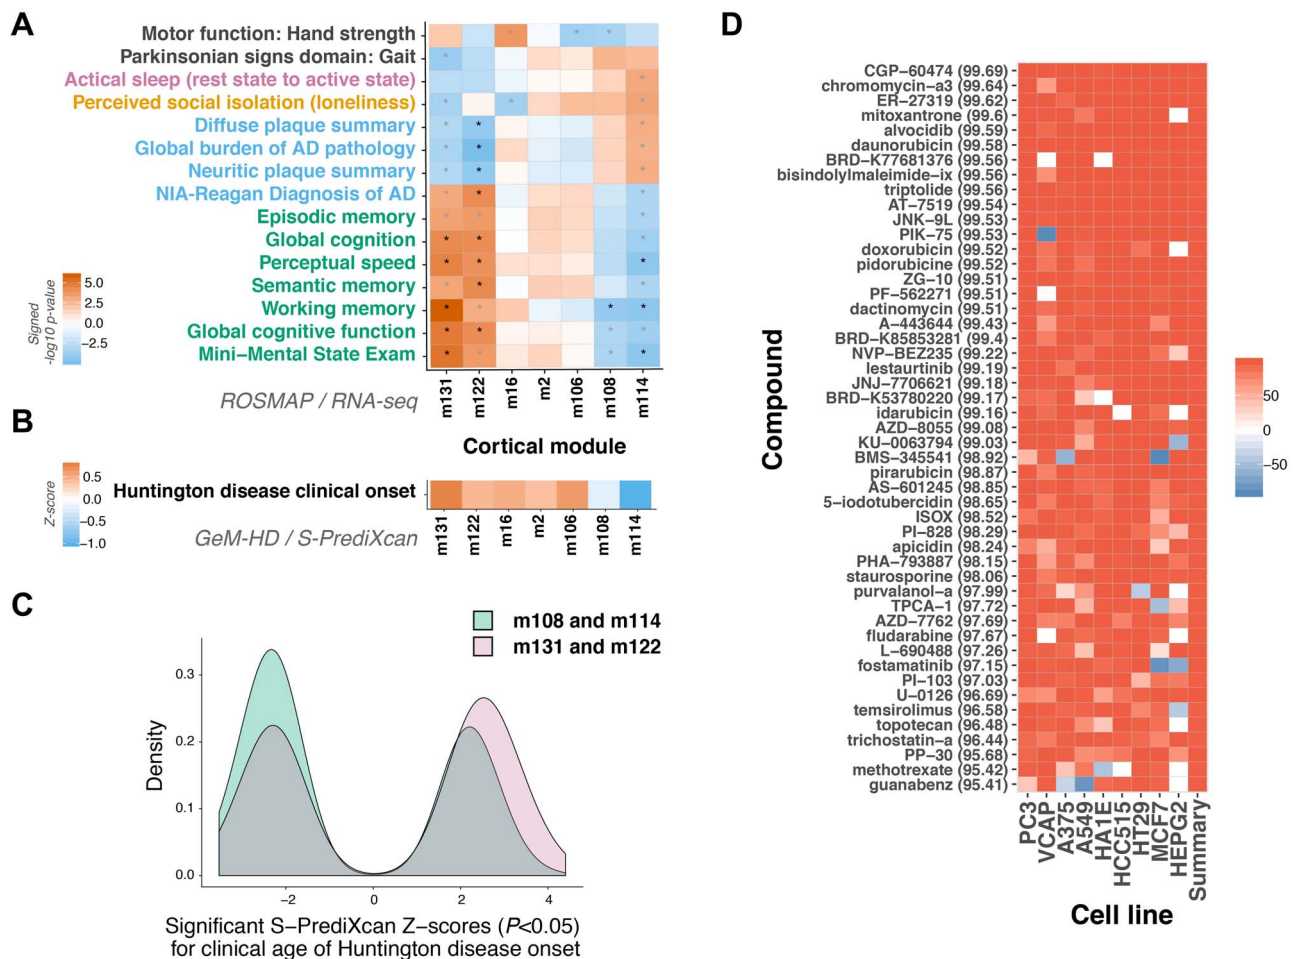 A
Motor function: Hand strength
Parkinsonian signs domain: Gait
Actical sleep (rest state to active state)
Perceived social isolation (loneliness)
Diffuse plaque summary
Global burden of AD pathology
Neuritic plaque summary
NIA−Reagan Diagnosis of AD
Episodic memory
Global cognition
Perceptual speed
Semantic memory
Working memory
Global cognitive function
Mini−Mental State Exam
Signed
-log10 p-value
5.0
2.5
0.0
−2.5
m131
m122
m16
m2
m106
m108
m114
ROSMAP / RNA-seq
Cortical module
B
Z-score
0.5
0.0
−0.5
−1.0
Huntington disease clinical onset
GeM-HD / S-PrediXcan
m131
m122
m16
m2
m106
m108
m114
C
m108 and m114
m131 and m122
Density
0.3
0.2
0.1
0.0
−2
0
2
4
Significant S−PrediXcan Z−scores (P<0.05)
for clinical age of Huntington disease onset
D
Compound
CGP−60474 (99.69)
chromomycin−a3 (99.64)
ER−27319 (99.62)
mitoxantrone (99.6)
alvocidib (99.59)
daunorubicin (99.58)
BRD−K77681376 (99.56)
bisindolylmaleimide−ix (99.56)
triptolide (99.56)
AT−7519 (99.54)
JNK−9L (99.53)
PIK−75 (99.53)
doxorubicin (99.52)
pidorubicine (99.52)
ZG−10 (99.51)
PF−562271 (99.51)
dactinomycin (99.51)
A−443644 (99.43)
BRD−K85853281 (99.4)
NVP−BEZ235 (99.22)
lestaurtinib (99.19)
JNJ−7706621 (99.18)
BRD−K53780220 (99.17)
idarubicin (99.16)
AZD−8055 (99.08)
KU−0063794 (99.03)
BMS−345541 (98.92)
pirarubicin (98.87)
AS−601245 (98.85)
5−iodotubercidin (98.65)
ISOX (98.52)
PI−828 (98.29)
apicidin (98.24)
PHA−793887 (98.15)
staurosporine (98.06)
purvalanol−a (97.99)
TPCA−1 (97.72)
AZD−7762 (97.69)
fludarabine (97.67)
L−690488 (97.26)
fostamatinib (97.15)
PI−103 (97.03)
U−0126 (96.69)
temsirolimus (96.58)
topotecan (96.48)
trichostatin−a (96.44)
PP−30 (95.68)
methotrexate (95.42)
guanabenz (95.41)
PC3
VCAP
A375
A549
HA1E
HCC515
HT29
MCF7
HEPG2
Summary
Cell line
50
0
−50